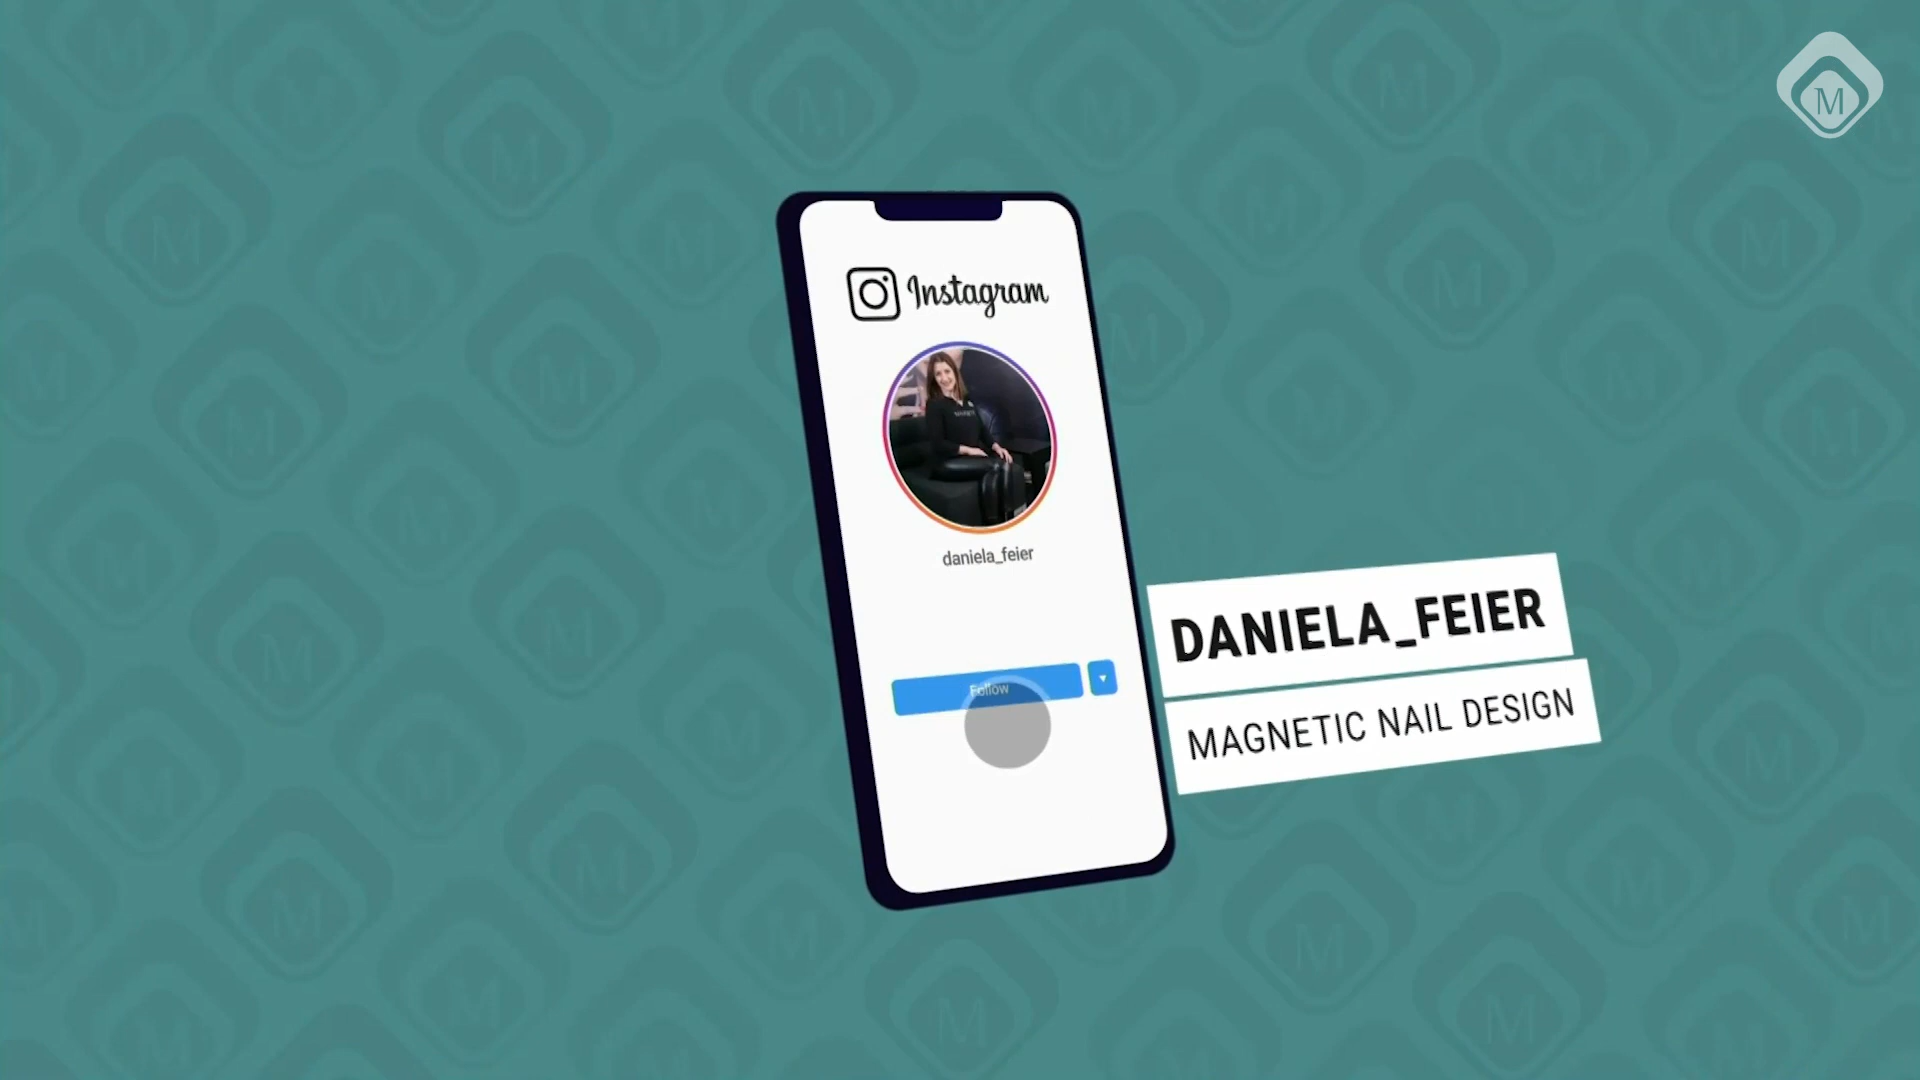 M
Instagram
daniela_feier
Follow
DANIELA_FEIER
MAGNETIC NAIL DESIGN